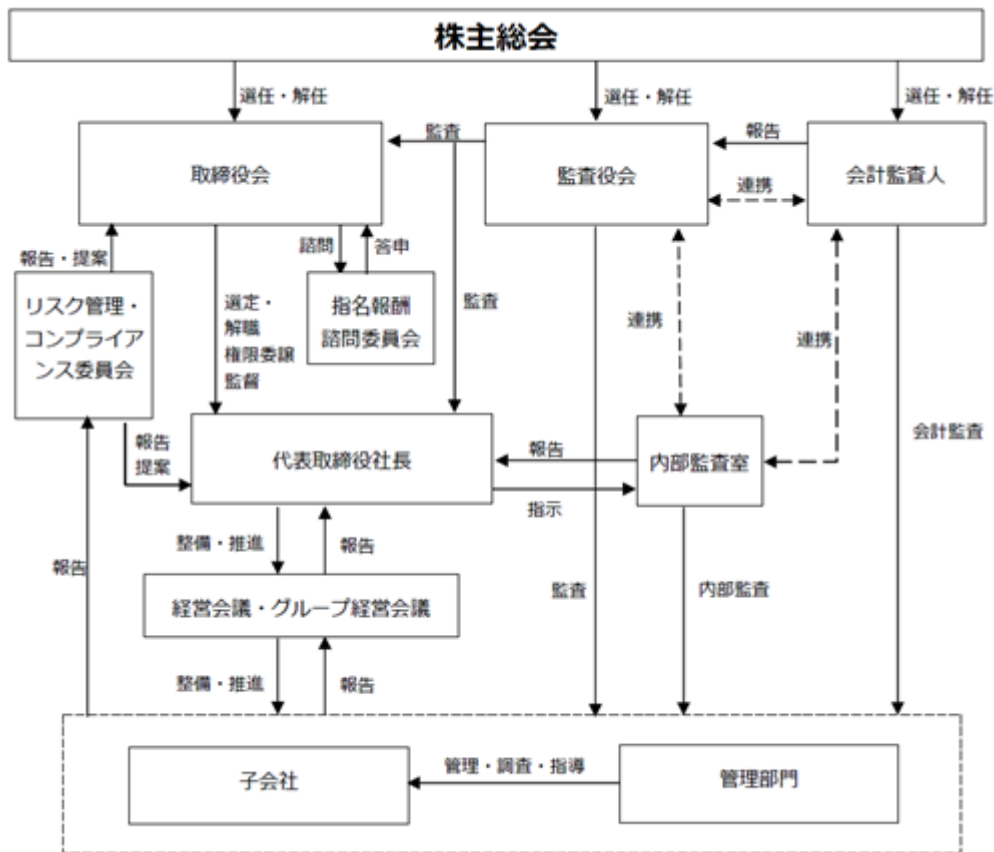 株主総会
選任・解任
選任・解任
選任・解任
取締役会
監査
監査役会
報告
会計監査人
連携
報告・提案
諮問
答申
リスク管理・
コンプライア
ンス委員会
選定・
解職
権限委譲
監督
指名報酬
諮問委員会
監査
連携
連携
報告
提案
代表取締役社長
報告
指示
内部監査室
会計監査
整備・推進
報告
報告
経営会議・グループ経営会議
監査
内部監査
整備・推進
報告
子会社
管理・調査・指導
管理部門